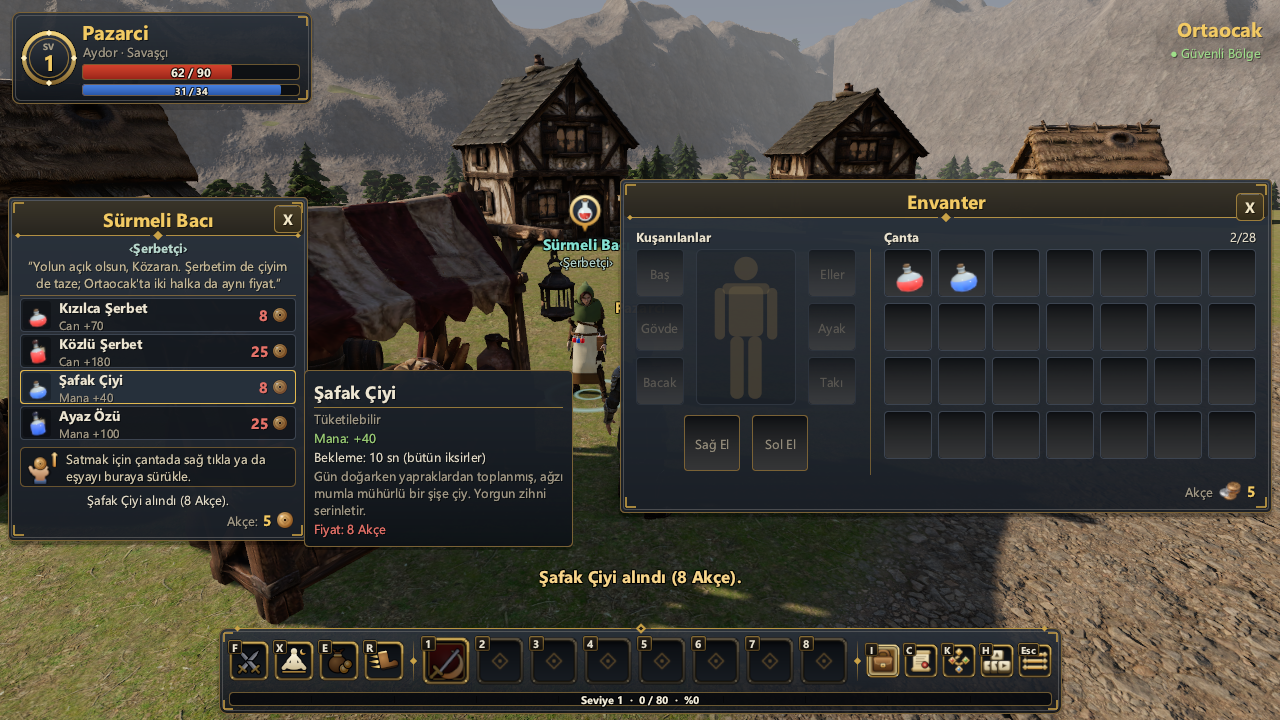 SV
1
Pazarci
Aydor · Savaşçı
62 / 90
31 / 34
Ortaocak
● Güvenli Bölge
Sürmeli Bacı
X
‹Şerbetçi›
"Yolun açık olsun, Közaran. Şerbetim de çiyim
de taze; Ortaocak'ta iki halka da aynı fiyat."
Kızılca Şerbet
Can +70
8
Közlü Şerbet
Can +180
25
Şafak Çiyi
Mana +40
8
Ayaz Özü
Mana +100
25
Satmak için çantada sağ tıkla ya da
eşyayı buraya sürükle.
Şafak Çiyi alındı (8 Akçe).
Akçe: 5
Sürmeli Ba
‹Şerbetçi›
Şafak Çiyi
Tüketilebilir
Mana: +40
Bekleme: 10 sn (bütün iksirler)
Gün doğarken yapraklardan toplanmış, ağzı
mumla mühürlü bir şişe çiy. Yorgun zihni
serinletir.
Fiyat: 8 Akçe
Envanter
X
Kuşanılanlar
Baş
Eller
Gövde
Ayak
Bacak
Takı
Sağ El
Sol El
Çanta
2/28
Akçe 5
Şafak Çiyi alındı (8 Akçe).
F
X
E
R
1
2
3
4
5
6
7
8
I
C
K
H
Esc
Seviye 1 · 0 / 80 · %0